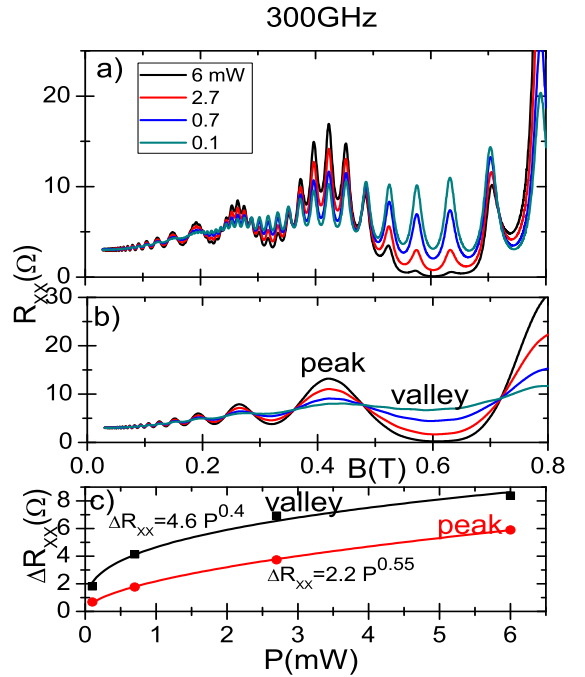 300GHz
a)
6 mW
2.7
0.7
0.1
20
10
0
R_xx(Ω)
30
b)
peak
valley
20
10
0
0.0 0.2 0.4 0.6 0.8
B(T)
c)
valley
8
ΔR_xx=4.6 P^0.4
peak
6
4
ΔR_xx=2.2 P^0.55
2
0
ΔR_xx(Ω)
0 1 2 3 4 5 6
P(mW)